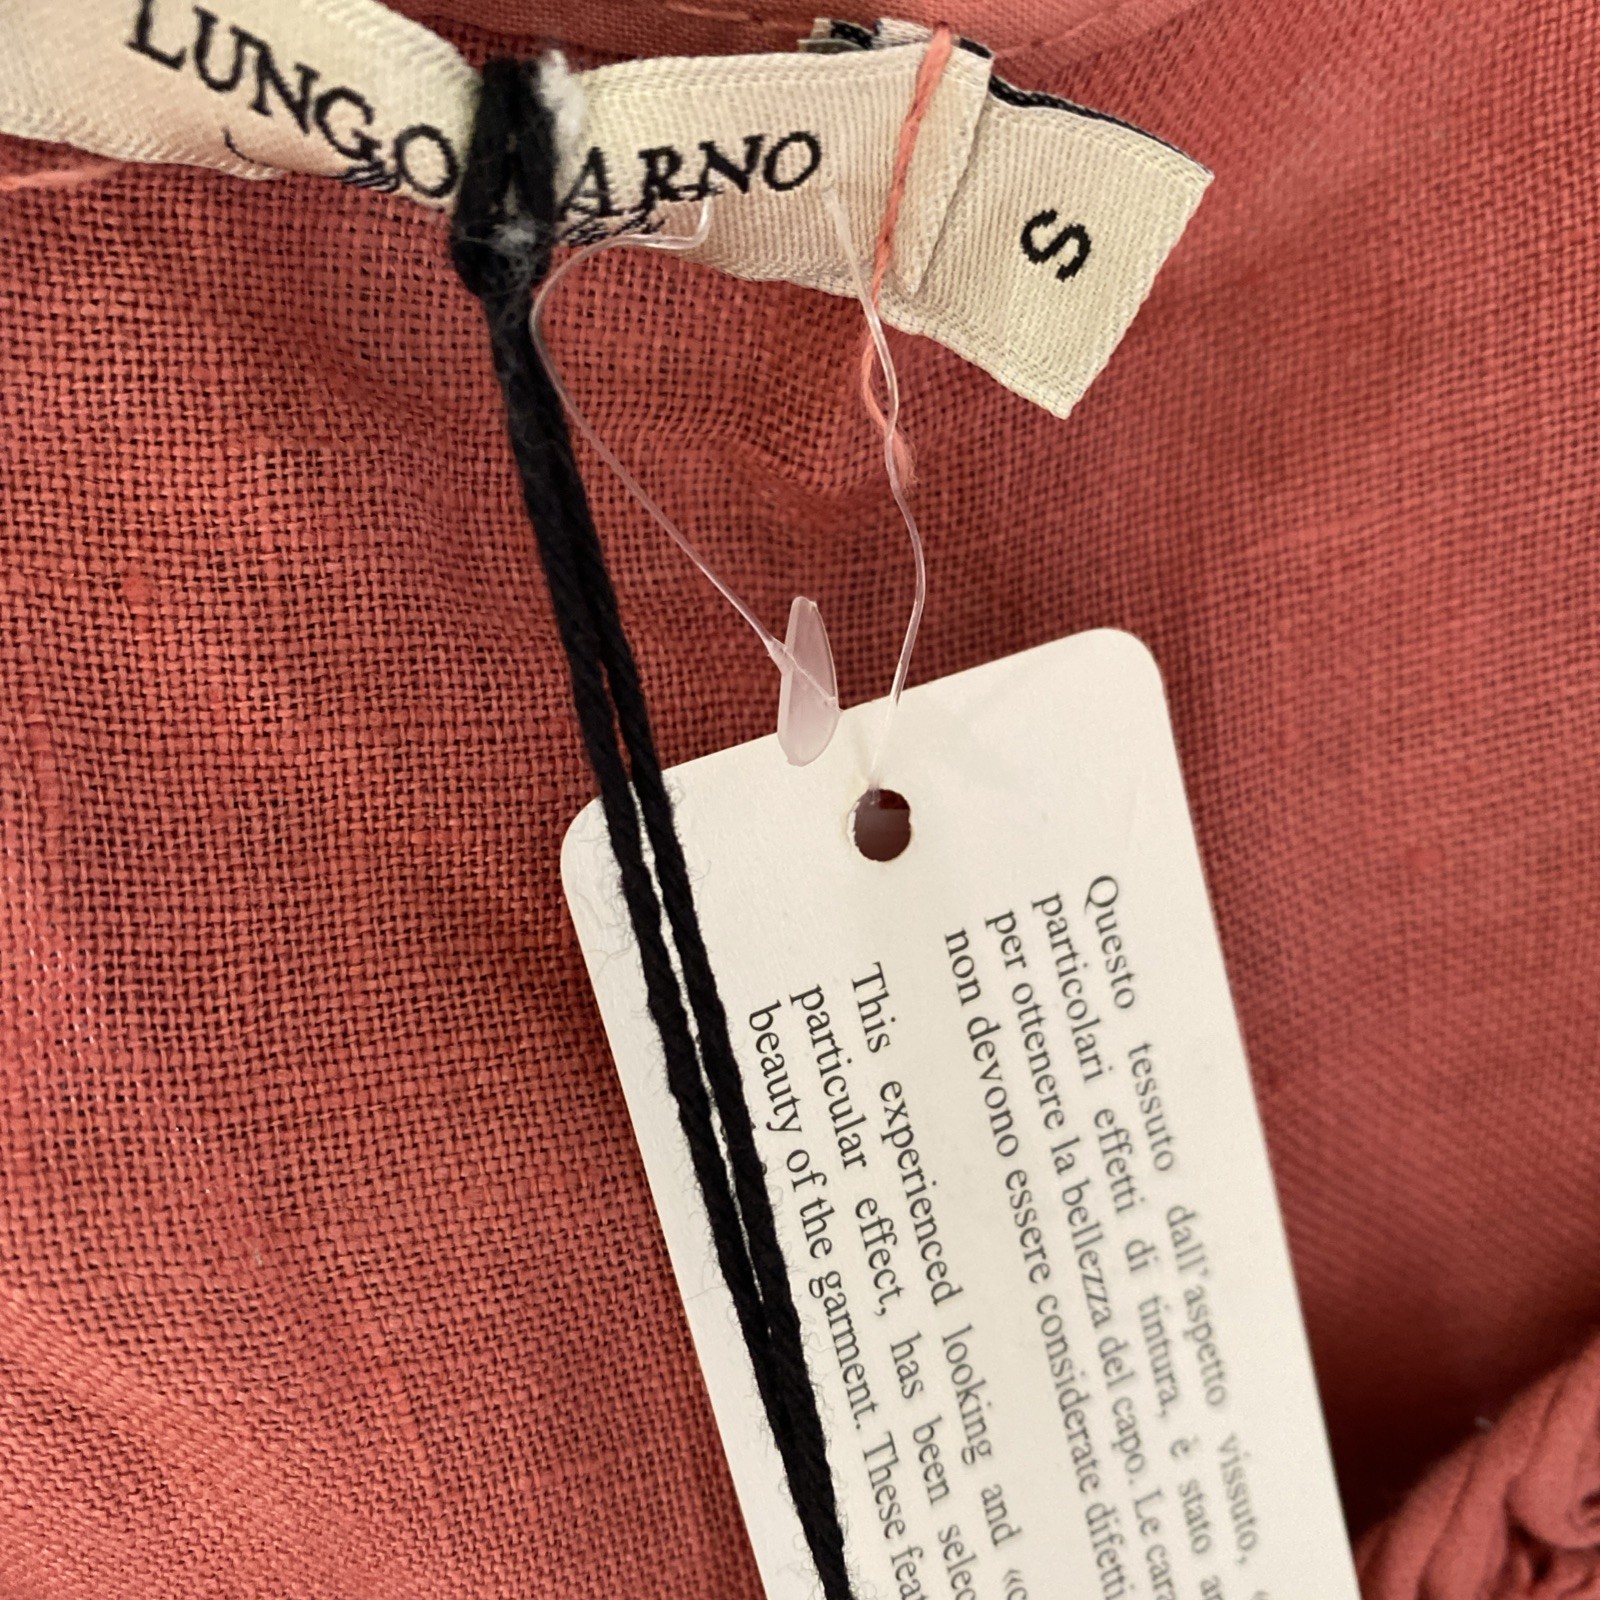 LUNGO ARNO
S
Questo tessuto dall'aspetto vissuto,
particolari effetti di tintura, è stato
per ottenere la bellezza del capo. Le
non devono essere considerate difetti
This experienced looking and
particular effect, has been
beauty of the garment. These